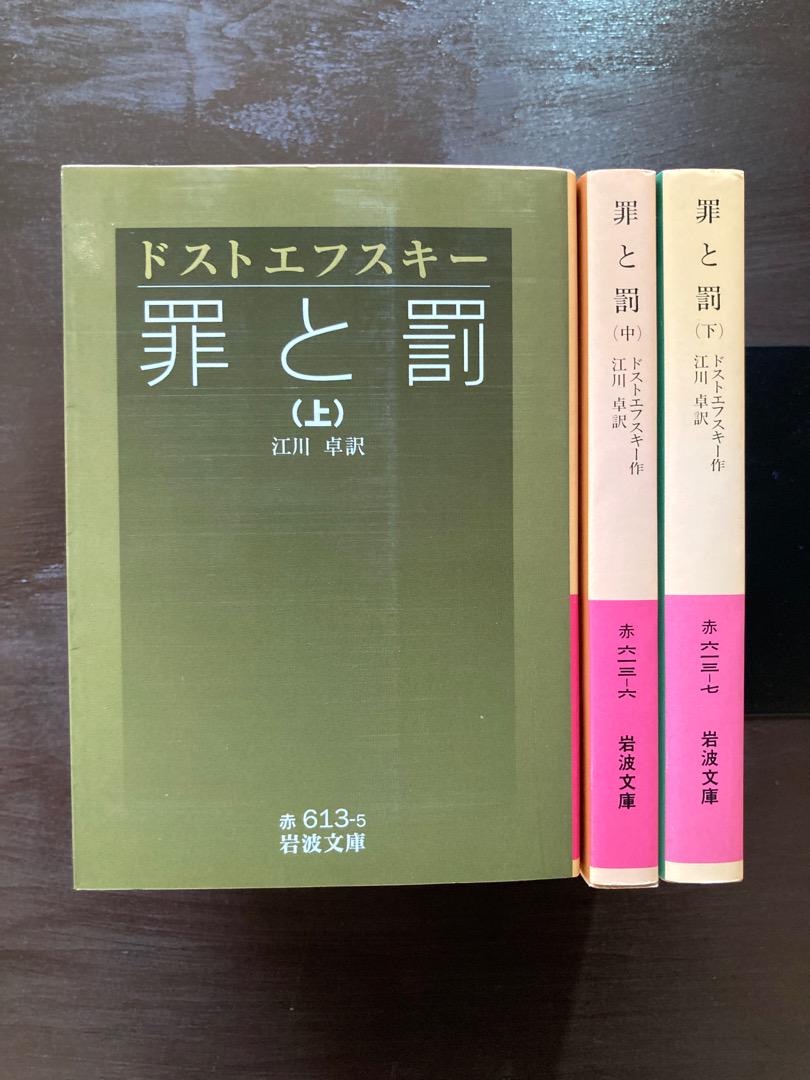 ドストエフスキー
罪と罰
(上)
江川 卓訳
赤 613-5
岩波文庫
罪と罰(中)
ドストエフスキー作
江川 卓訳
赤 六一三-六
岩波文庫
罪と罰(下)
ドストエフスキー作
江川 卓訳
赤 六一三-七
岩波文庫